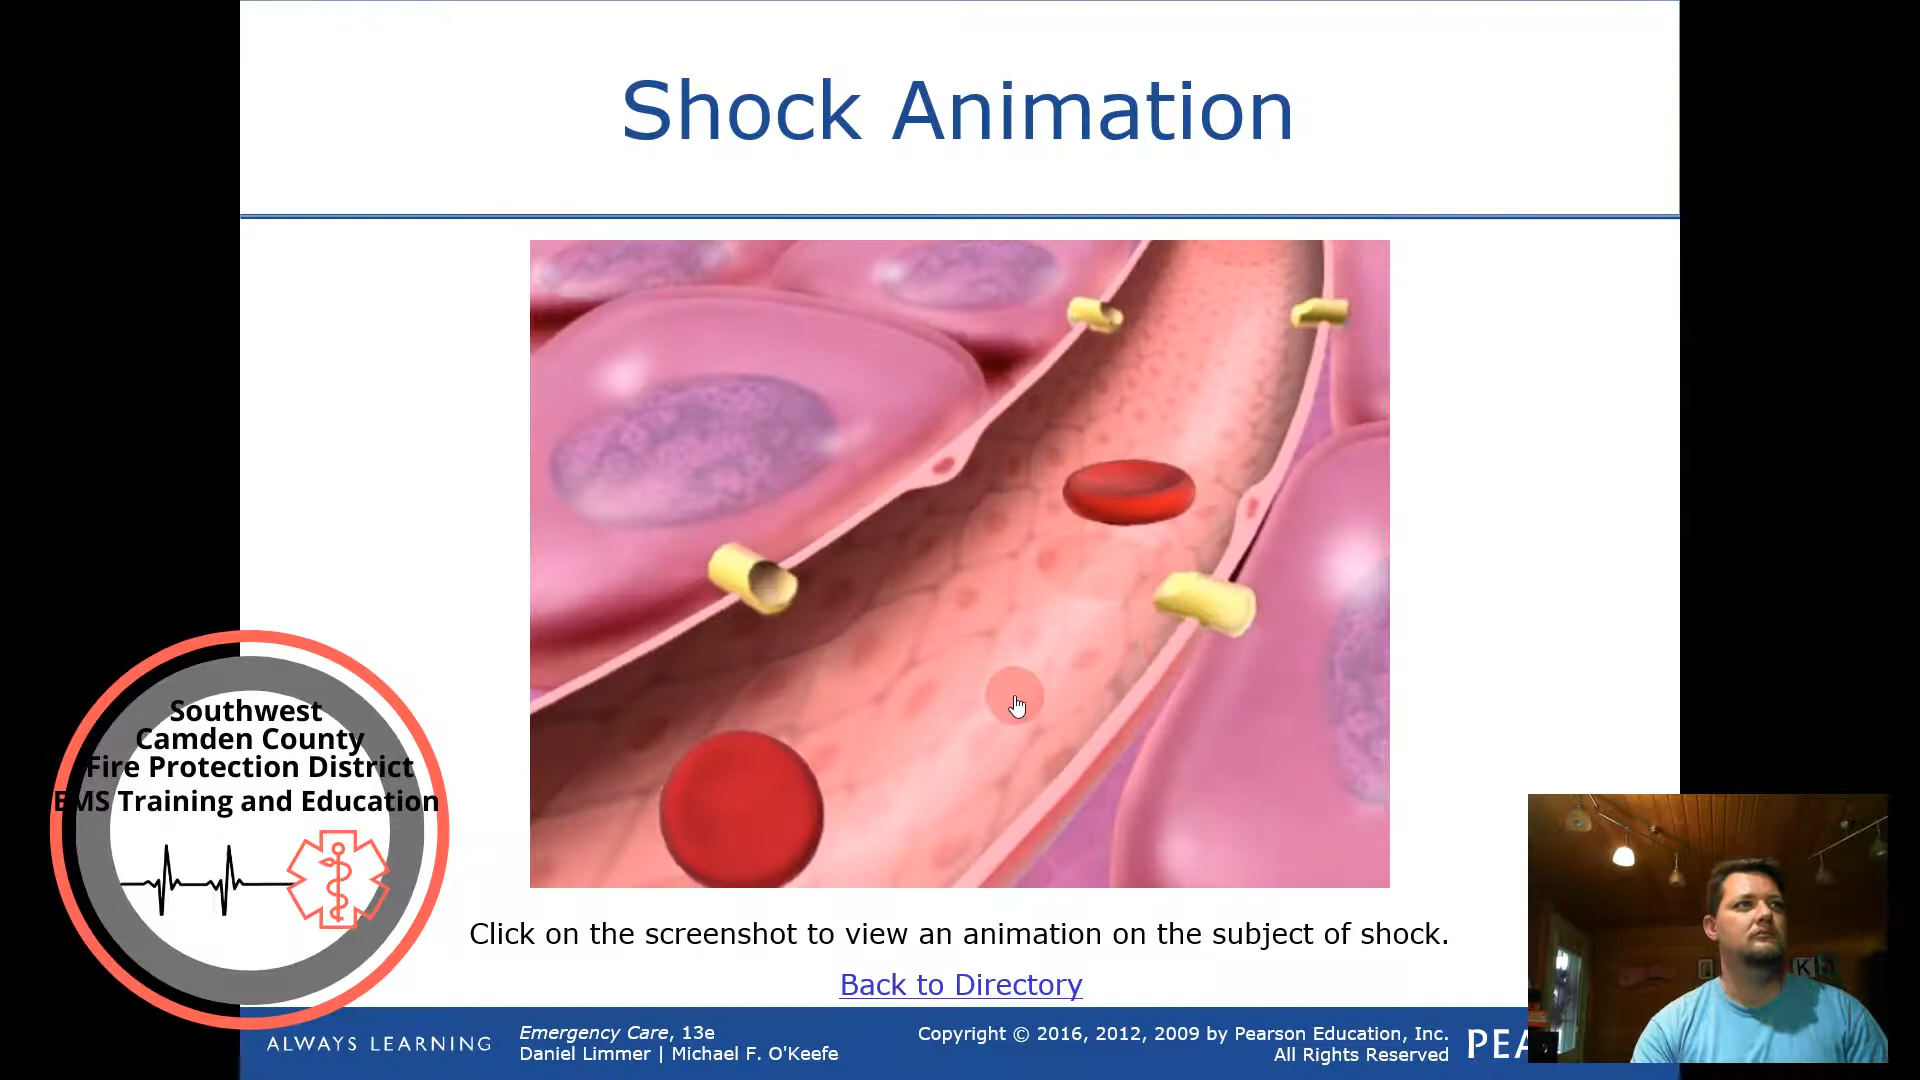 Shock Animation
Southwest
Camden County
Fire Protection District
EMS Training and Education
Click on the screenshot to view an animation on the subject of shock.
Back to Directory
ALWAYS LEARNING
Emergency Care, 13e
Daniel Limmer | Michael F. O'Keefe
Copyright © 2016, 2012, 2009 by Pearson Education, Inc.
All Rights Reserved
PEA
K